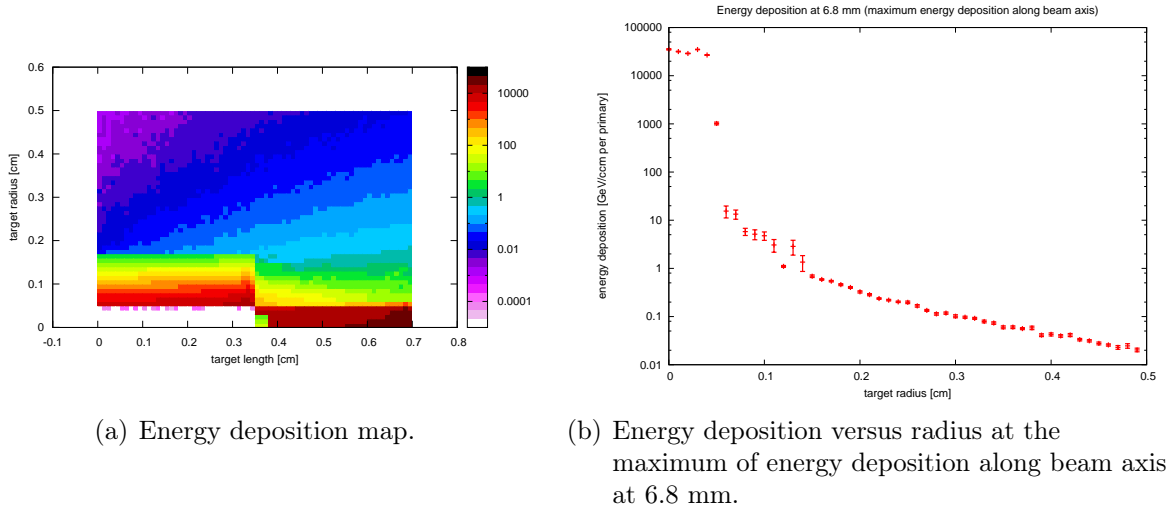 0.6
0.5
0.4
0.3
0.2
0.1
0
target radius [cm]
-0.1 0 0.1 0.2 0.3 0.4 0.5 0.6 0.7 0.8
target length [cm]
10000
100
1
0.01
0.0001
(a) Energy deposition map.
Energy deposition at 6.8 mm (maximum energy deposition along beam axis)
100000
10000
1000
100
10
1
0.1
0.01
energy deposition [GeV/ccm per primary]
0 0.1 0.2 0.3 0.4 0.5
target radius [cm]
(b) Energy deposition versus radius at the
maximum of energy deposition along beam axis
at 6.8 mm.